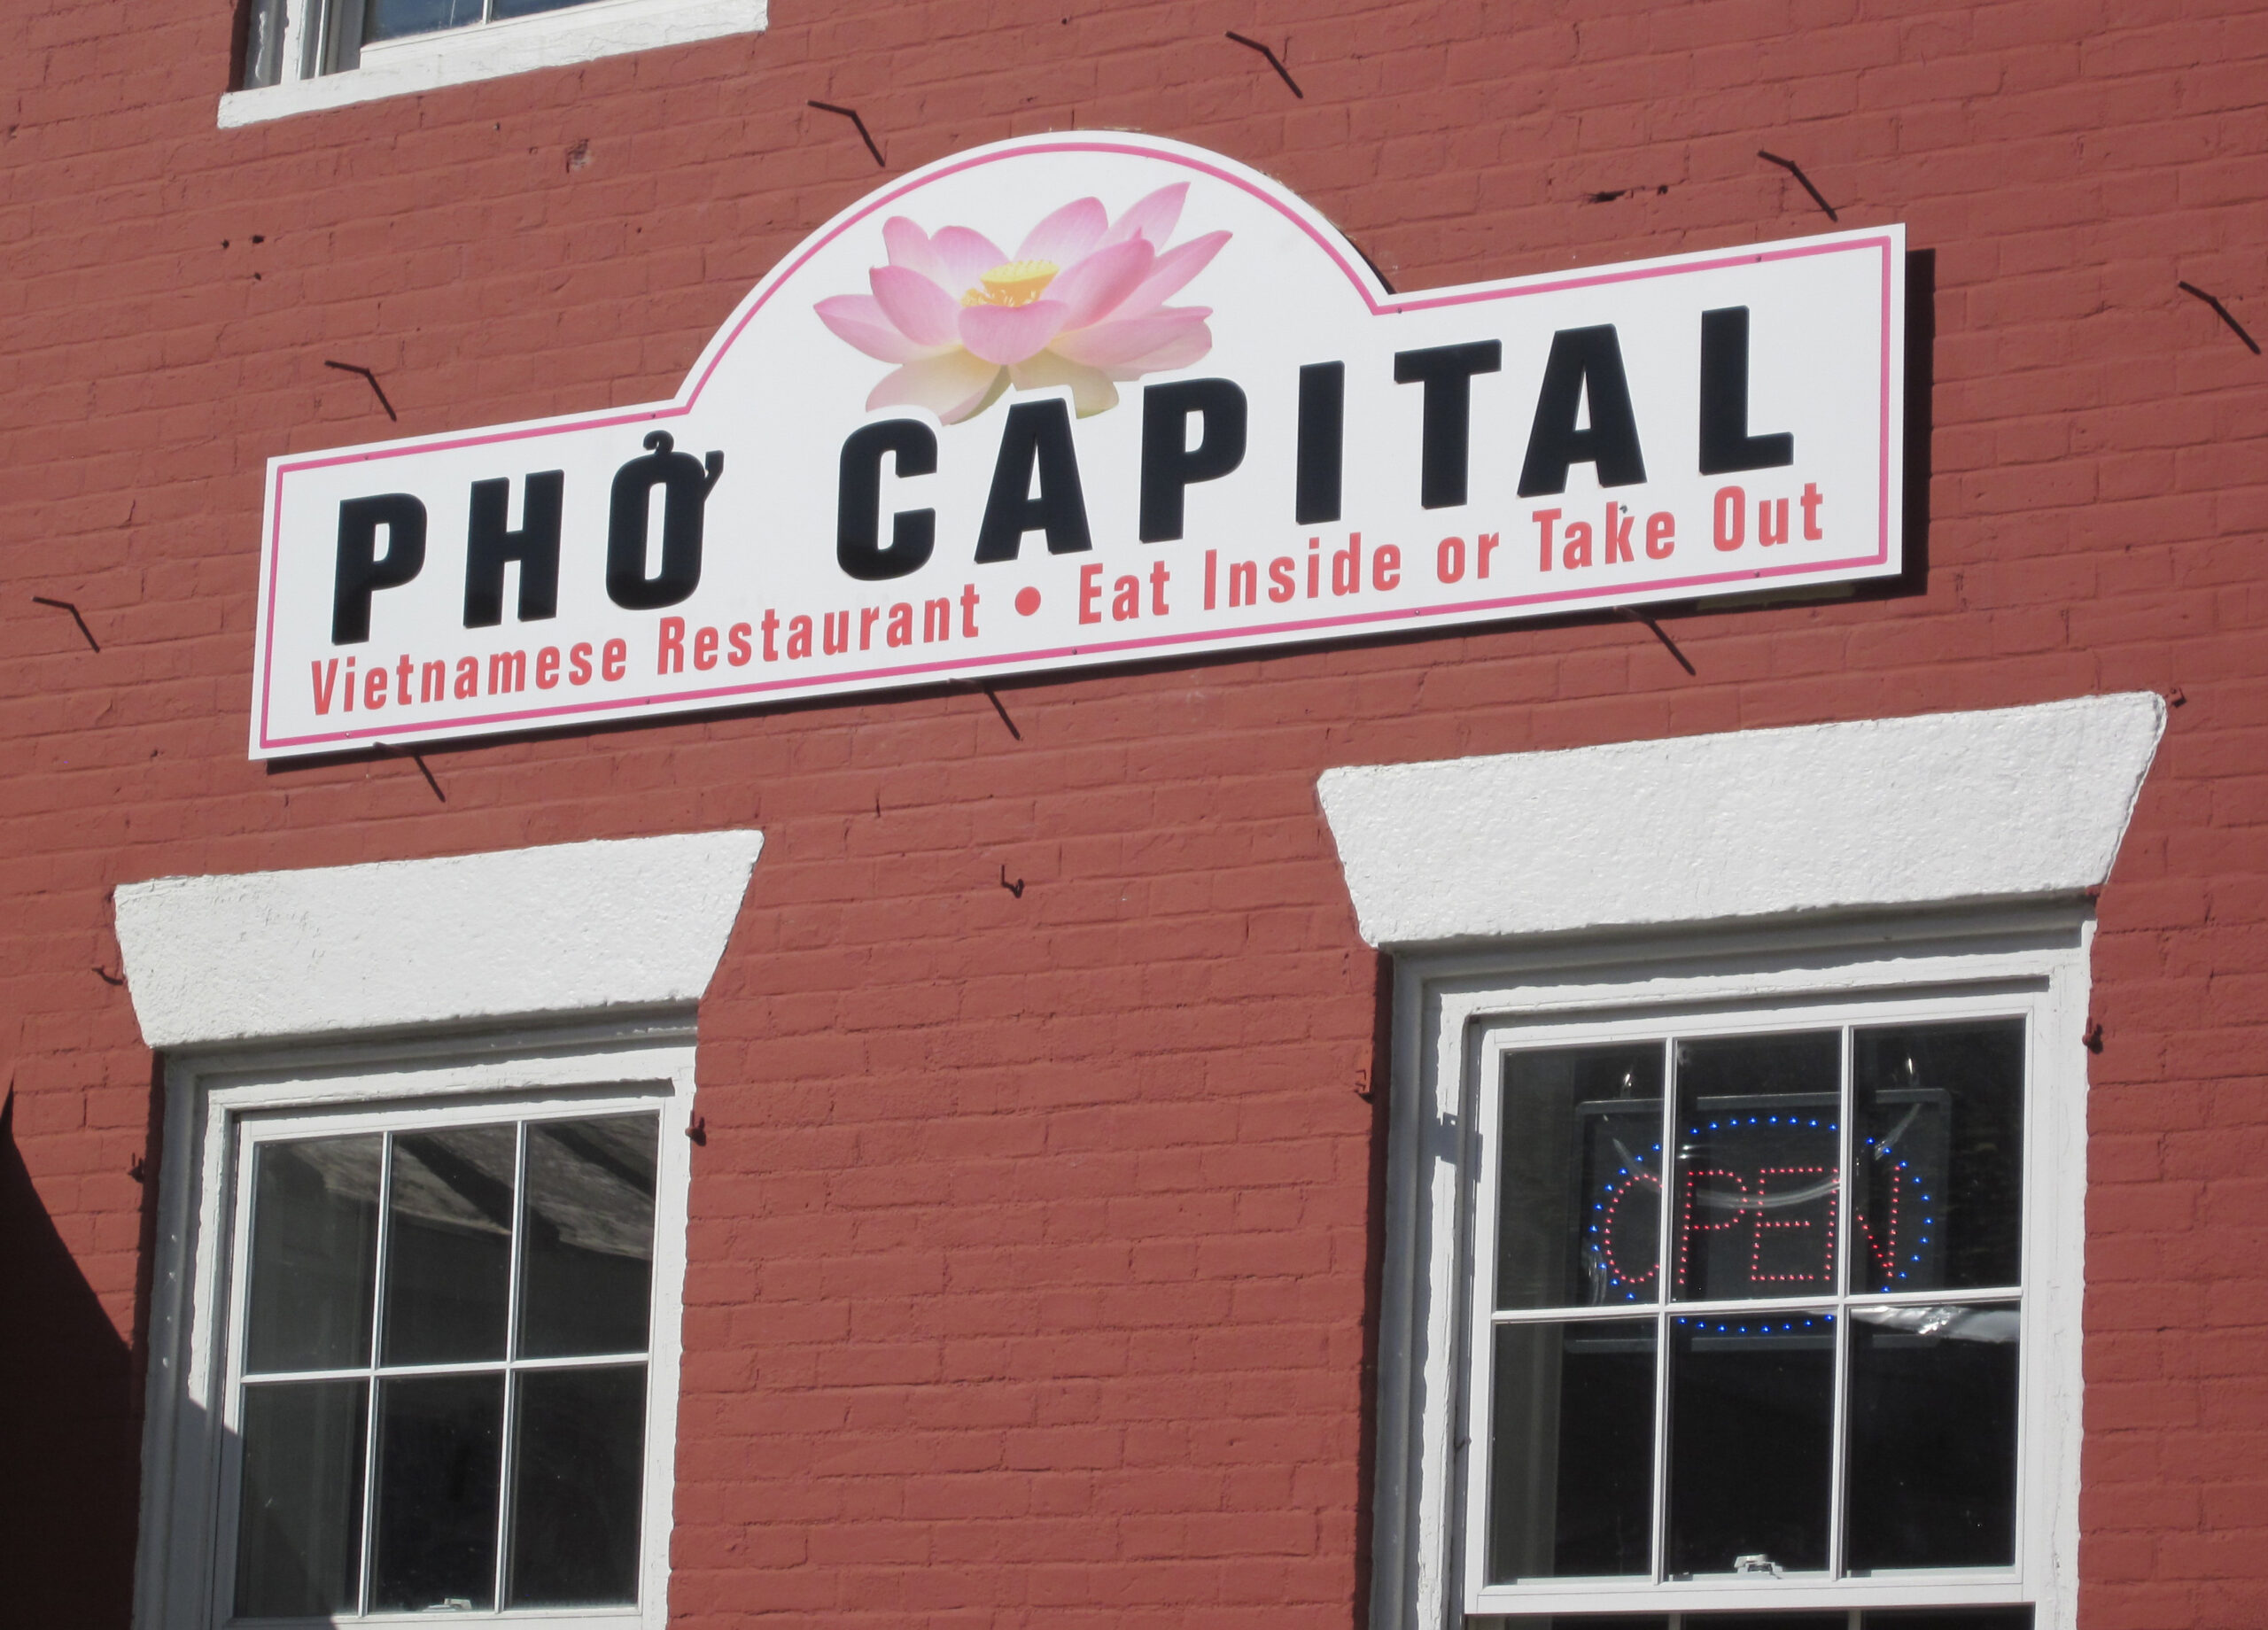 PHỞ CAPITAL
Vietnamese Restaurant • Eat Inside or Take Out
OPEN